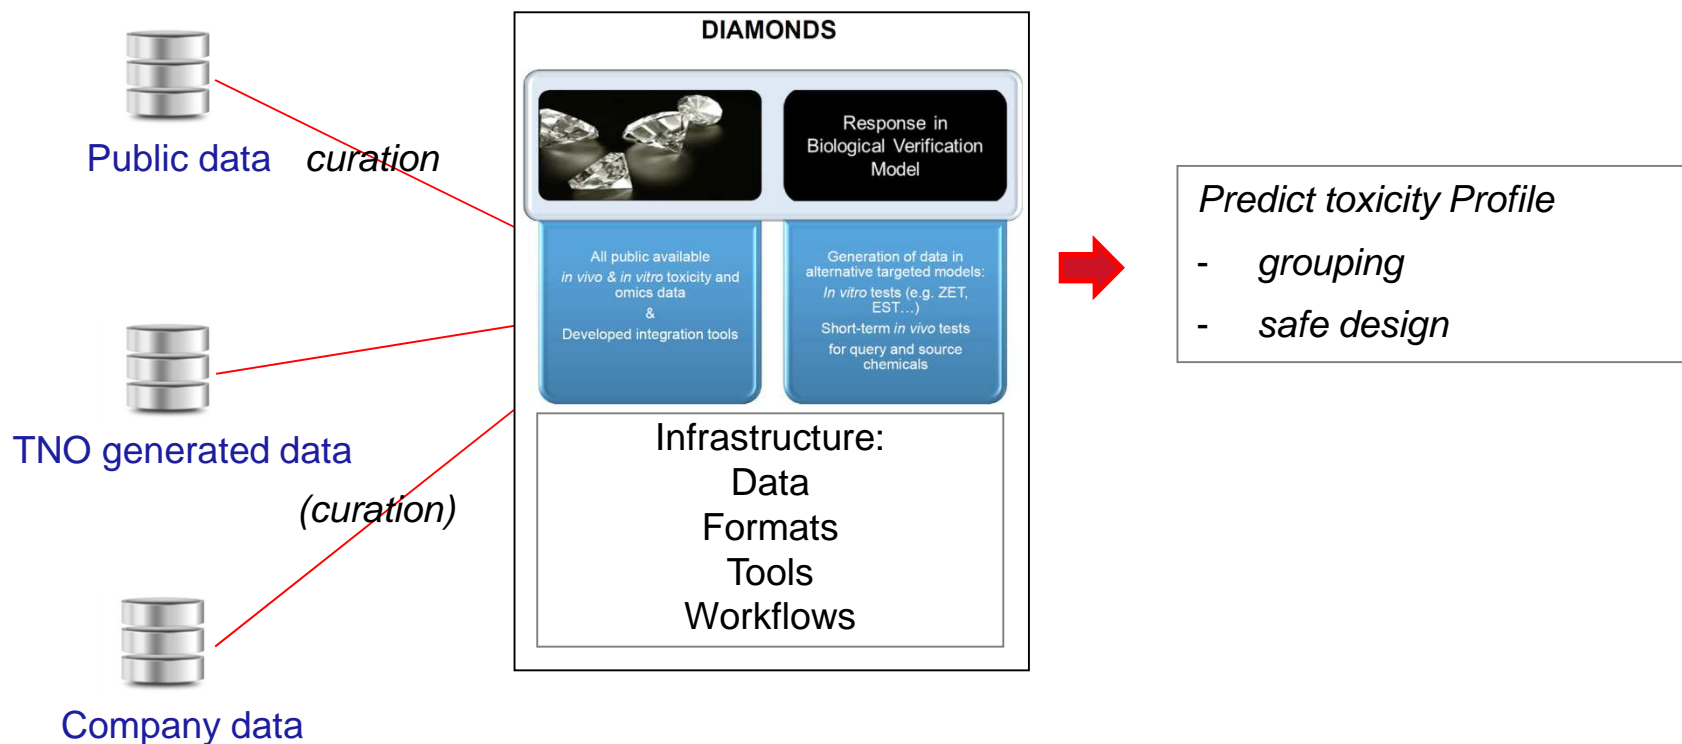 Public data
curation
TNO generated data
(curation)
Company data
DIAMONDS
Response in
Biological Verification
Model
All public available
in vivo & in vitro toxicity and
omics data
&
Developed integration tools
Generation of data in
alternative targeted models:
In vitro tests (e.g. ZET,
EST…)
Short-term in vivo tests
for query and source
chemicals
Infrastructure:
Data
Formats
Tools
Workflows
Predict toxicity Profile
- grouping
- safe design